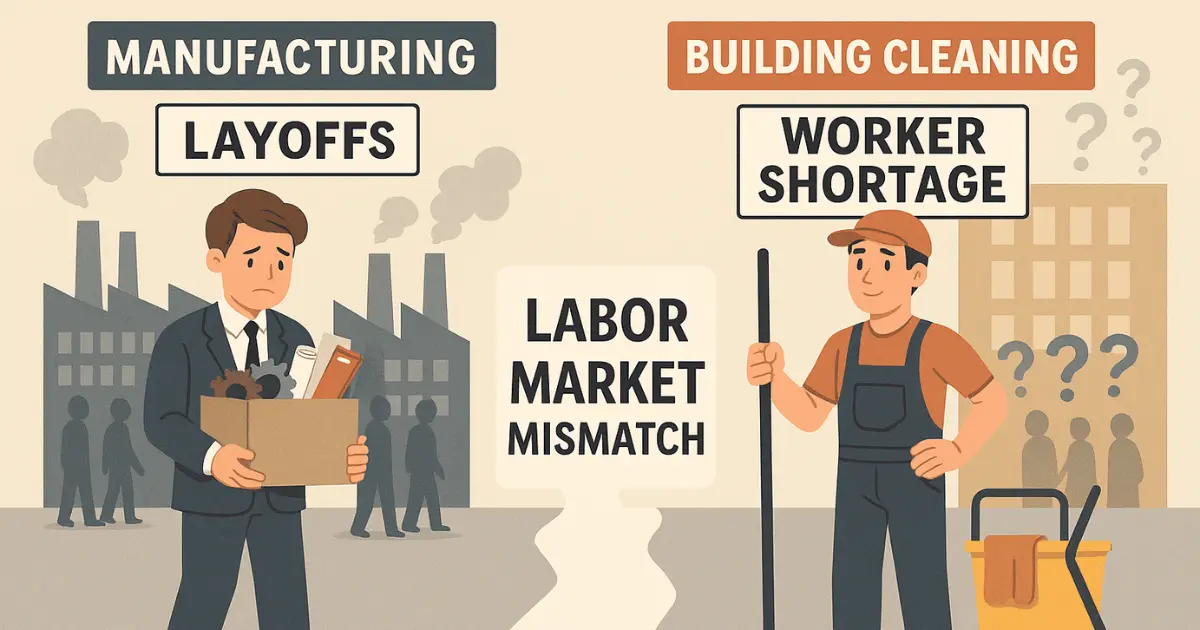 MANUFACTURING
LAYOFFS
BUILDING CLEANING
WORKER
SHORTAGE
LABOR
MARKET
MISMATCH
? ? ?
? ? ?